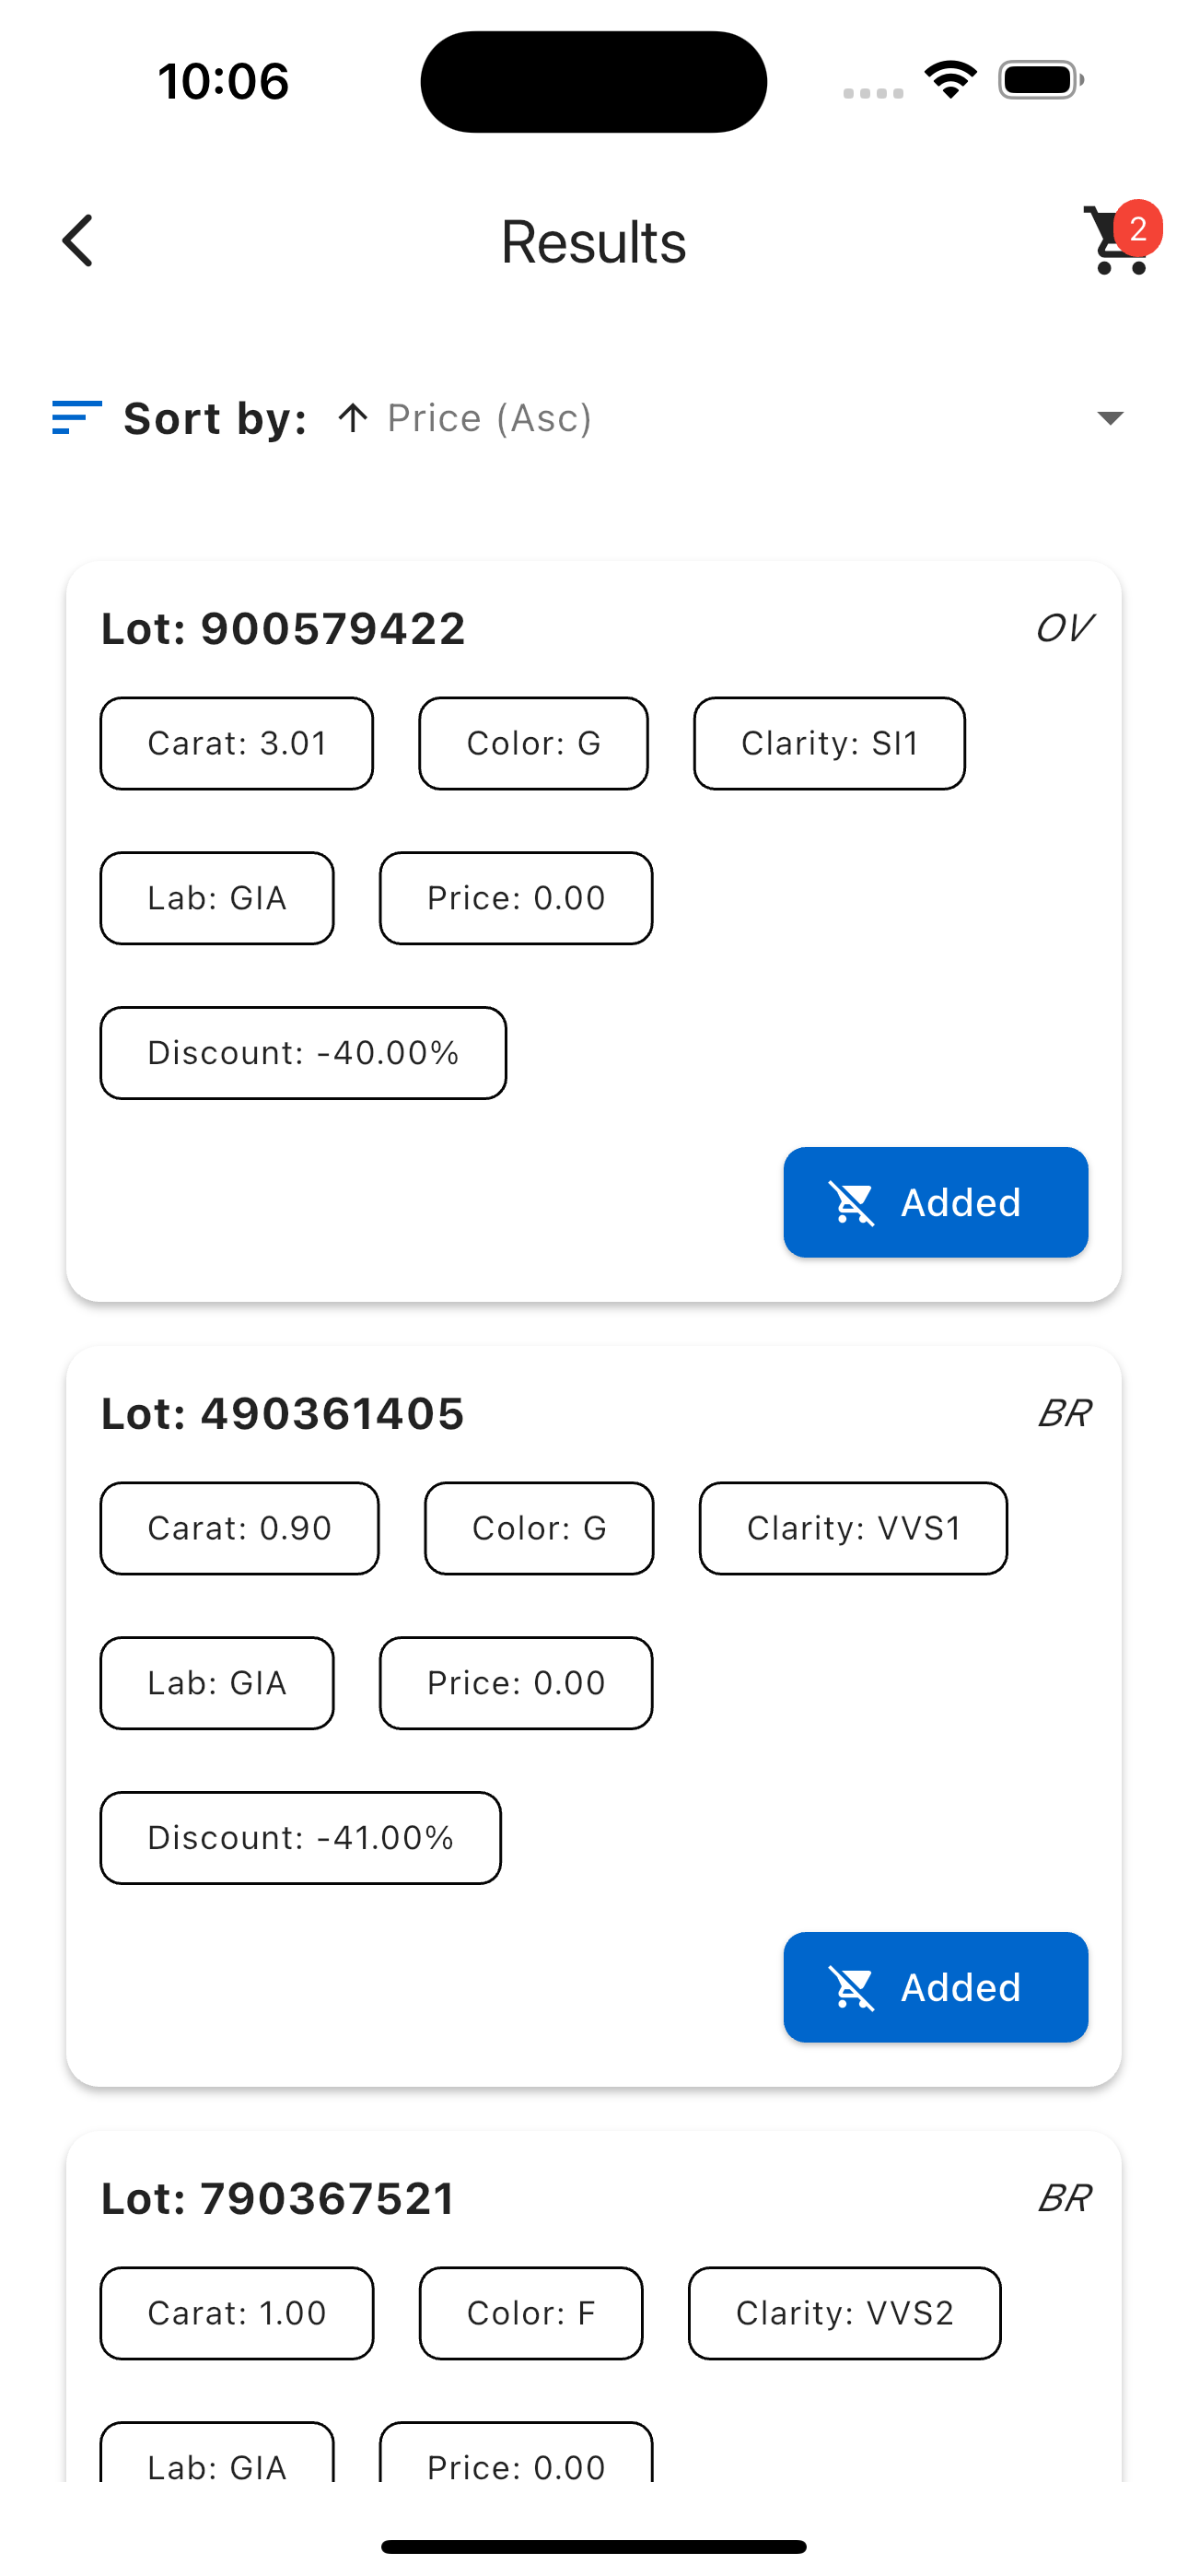 10:06
Results
2
Sort by: ↑ Price (Asc)
Lot: 900579422 OV
Carat: 3.01 Color: G Clarity: SI1
Lab: GIA Price: 0.00
Discount: -40.00%
Added
Lot: 490361405 BR
Carat: 0.90 Color: G Clarity: VVS1
Lab: GIA Price: 0.00
Discount: -41.00%
Added
Lot: 790367521 BR
Carat: 1.00 Color: F Clarity: VVS2
Lab: GIA Price: 0.00